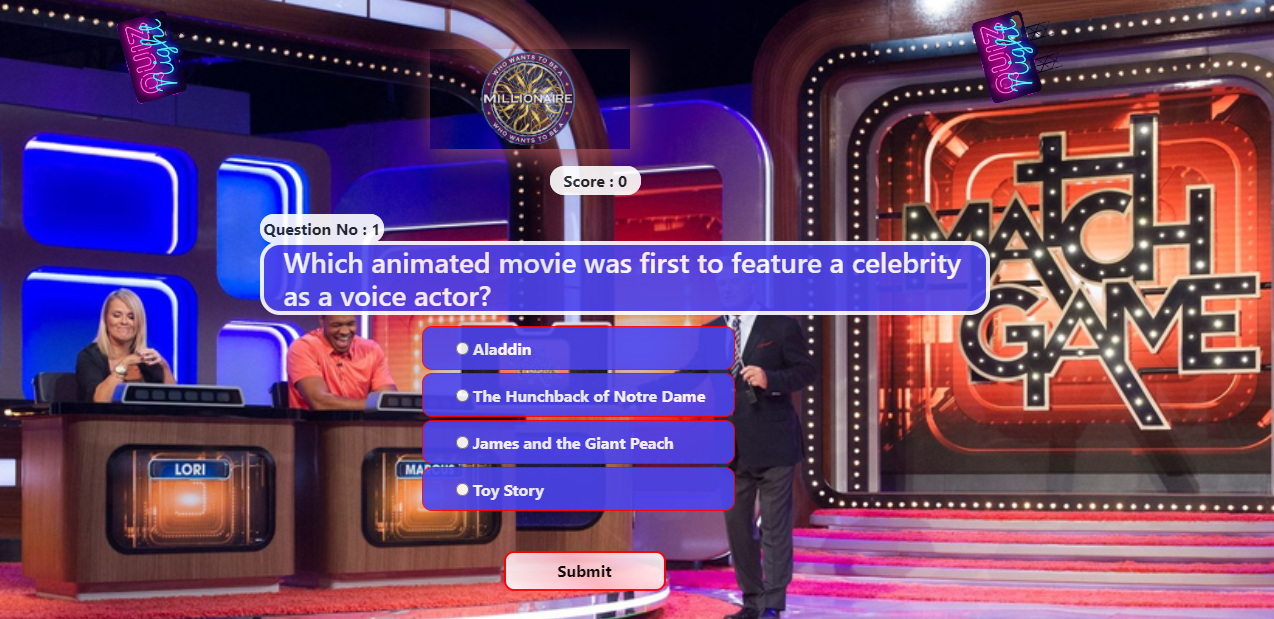 QUIZ
Night
QUIZ
Night
WHO WANTS TO BE A
MILLIONAIRE
WHO WANTS TO BE A
Score : 0
Question No : 1
Which animated movie was first to feature a celebrity
as a voice actor?
Aladdin
The Hunchback of Notre Dame
James and the Giant Peach
Toy Story
Submit
MATCH
GAME
LORI